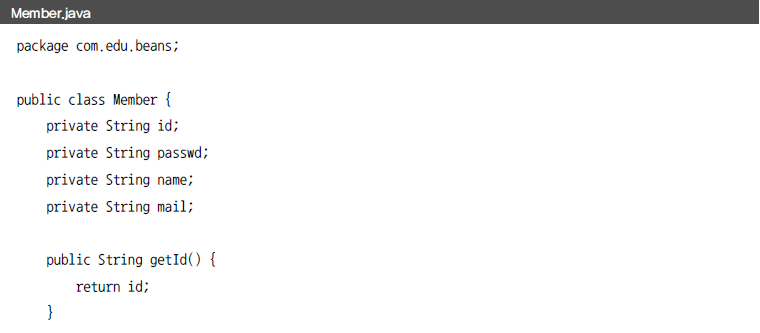 Member.java
package com.edu.beans;
public class Member {
private String id;
private String passwd;
private String name;
private String mail;
public String getId() {
return id;
}